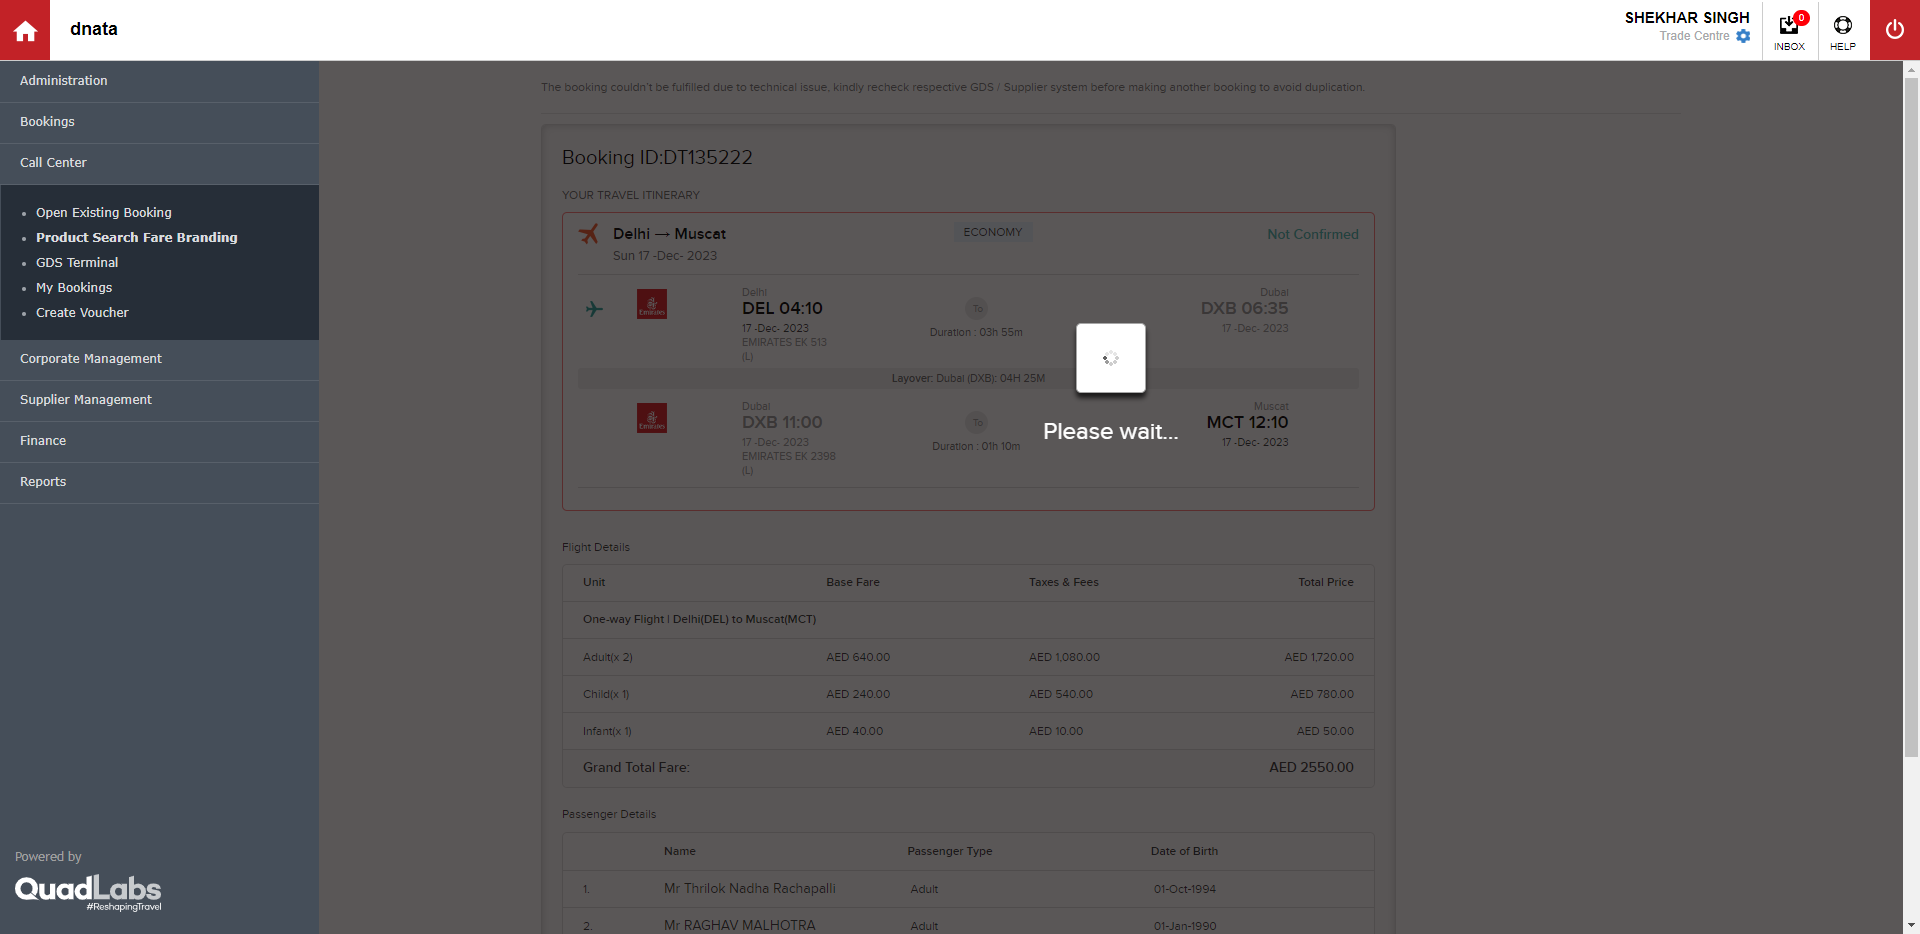 dnata
SHEKHAR SINGH
Trade Centre
0
INBOX
HELP
Administration
Bookings
Call Center
Open Existing Booking
Product Search Fare Branding
GDS Terminal
My Bookings
Create Voucher
Corporate Management
Supplier Management
Finance
Reports
Powered by
QuadLabs
#ReshapingTravel
The booking couldn't be fulfilled due to technical issue, kindly recheck respective GDS / Supplier system before making another booking to avoid duplication.
Booking ID:DT135222
YOUR TRAVEL ITINERARY
Delhi → Muscat
ECONOMY
Not Confirmed
Sun 17 -Dec- 2023
Emirates
Delhi
DEL 04:10
17 -Dec- 2023
EMIRATES EK 513
(L)
To
Duration : 03h 55m
Dubai
DXB 06:35
17 -Dec- 2023
Layover: Dubai (DXB): 04H 25M
Emirates
Dubai
DXB 11:00
17 -Dec- 2023
EMIRATES EK 2398
(L)
To
Duration : 01h 10m
Muscat
MCT 12:10
17 -Dec- 2023
Please wait...
Flight Details
Unit Base Fare Taxes & Fees Total Price
One-way Flight | Delhi(DEL) to Muscat(MCT)
Adult(x 2) AED 640.00 AED 1,080.00 AED 1,720.00
Child(x 1) AED 240.00 AED 540.00 AED 780.00
Infant(x 1) AED 40.00 AED 10.00 AED 50.00
Grand Total Fare: AED 2550.00
Passenger Details
Name Passenger Type Date of Birth
1. Mr Thrilok Nadha Rachapalli Adult 01-Oct-1994
2. Mr RAGHAV MALHOTRA Adult 01-Jan-1990